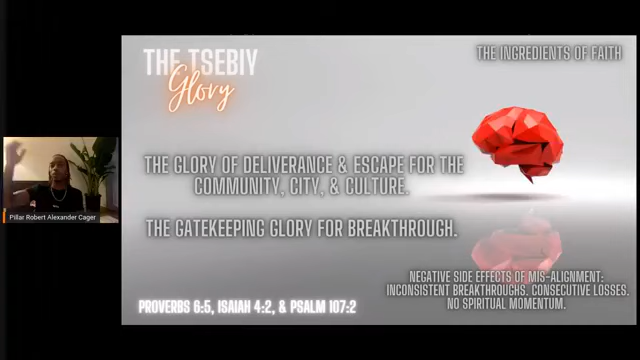 THE TSEBIY
Glory
THE INGREDIENTS OF FAITH
THE GLORY OF DELIVERANCE & ESCAPE FOR THE
COMMUNITY, CITY, & CULTURE.
THE GATEKEEPING GLORY FOR BREAKTHROUGH.
Pillar Robert Alexander Cager
NEGATIVE SIDE EFFECTS OF MIS-ALIGNMENT:
INCONSISTENT BREAKTHROUGHS. CONSECUTIVE LOSSES.
NO SPIRITUAL MOMENTUM.
PROVERBS 6:5, ISAIAH 4:2, & PSALM 107:2